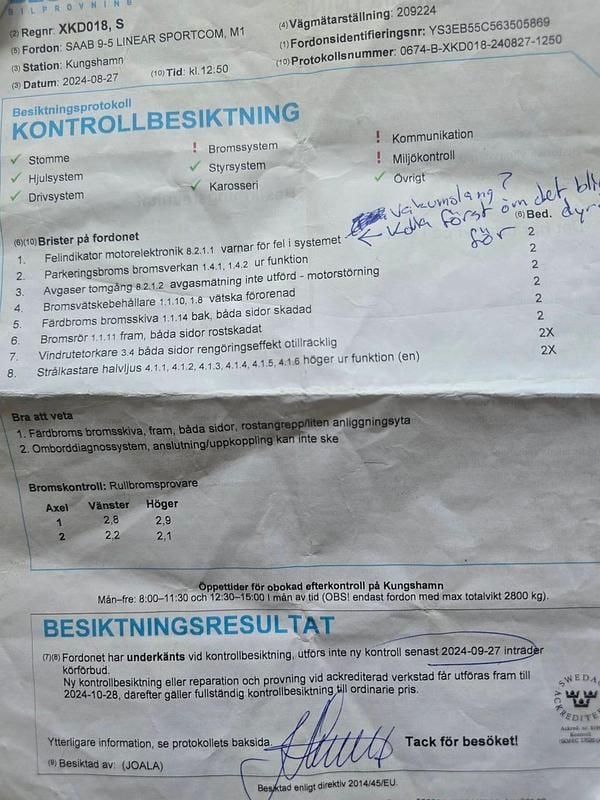 BILPROVNING
(2) Regnr: XKD018, S
(5) Fordon: SAAB 9-5 LINEAR SPORTCOM, M1
(3) Station: Kungshamn
(3) Datum: 2024-08-27 (10) Tid: kl.12:50
(4) Vägmätarställning: 209224
(1) Fordonsidentifieringsnr: YS3EB55C563505869
(10) Protokollsnummer: 0674-B-XKD018-240827-1250
Besiktningsprotokoll
KONTROLLBESIKTNING
✓ Stomme
✓ Hjulsystem
✓ Drivsystem
! Bromssystem
✓ Styrsystem
✓ Karosseri
! Kommunikation
! Miljökontroll
✓ Övrigt
?
← Kolla först om det blir dyrt
för
(6)(10) Brister på fordonet (6) Bed.
1. Felindikator motorelektronik 8.2.1.1 varnar för fel i systemet 2
2. Parkeringsbroms bromsverkan 1.4.1, 1.4.2 ur funktion 2
3. Avgaser tomgång 8.2.1.2 avgasmätning inte utförd - motorstörning 2
4. Bromsvätskebehållare 1.1.10, 1.8 vätska förorenad 2
5. Färdbroms bromsskiva 1.1.14 bak, båda sidor skadad 2
6. Bromsrör 1.1.11 fram, båda sidor rostskadat 2
7. Vindrutetorkare 3.4 båda sidor rengöringseffekt otillräcklig 2X
8. Strålkastare halvljus 4.1.1, 4.1.2, 4.1.3, 4.1.4, 4.1.5, 4.1.6 höger ur funktion (en) 2X
Bra att veta
1. Färdbroms bromsskiva, fram, båda sidor, rostangrepp/liten anliggningsyta
2. Omborddiagnossystem, anslutning/uppkoppling kan inte ske
Bromskontroll: Rullbromsprovare
Axel Vänster Höger
1 2,8 2,9
2 2,2 2,1
Öppettider för obokad efterkontroll på Kungshamn
Mån–fre: 8:00–11:30 och 12:30–15:00 I mån av tid (OBS! endast fordon med max totalvikt 2800 kg).
BESIKTNINGSRESULTAT
(7)(8) Fordonet har underkänts vid kontrollbesiktning, utförs inte ny kontroll senast 2024-09-27 inträder
körförbud.
Ny kontrollbesiktning eller reparation och provning vid ackrediterad verkstad får utföras fram till
2024-10-28, därefter gäller fullständig kontrollbesiktning till ordinarie pris.
SWEDAC
ACKREDITERING
Kontroll
Ytterligare information, se protokollets baksida.
Tack för besöket!
(9) Besiktad av: (JOALA)
Besiktad enligt direktiv 2014/45/EU.